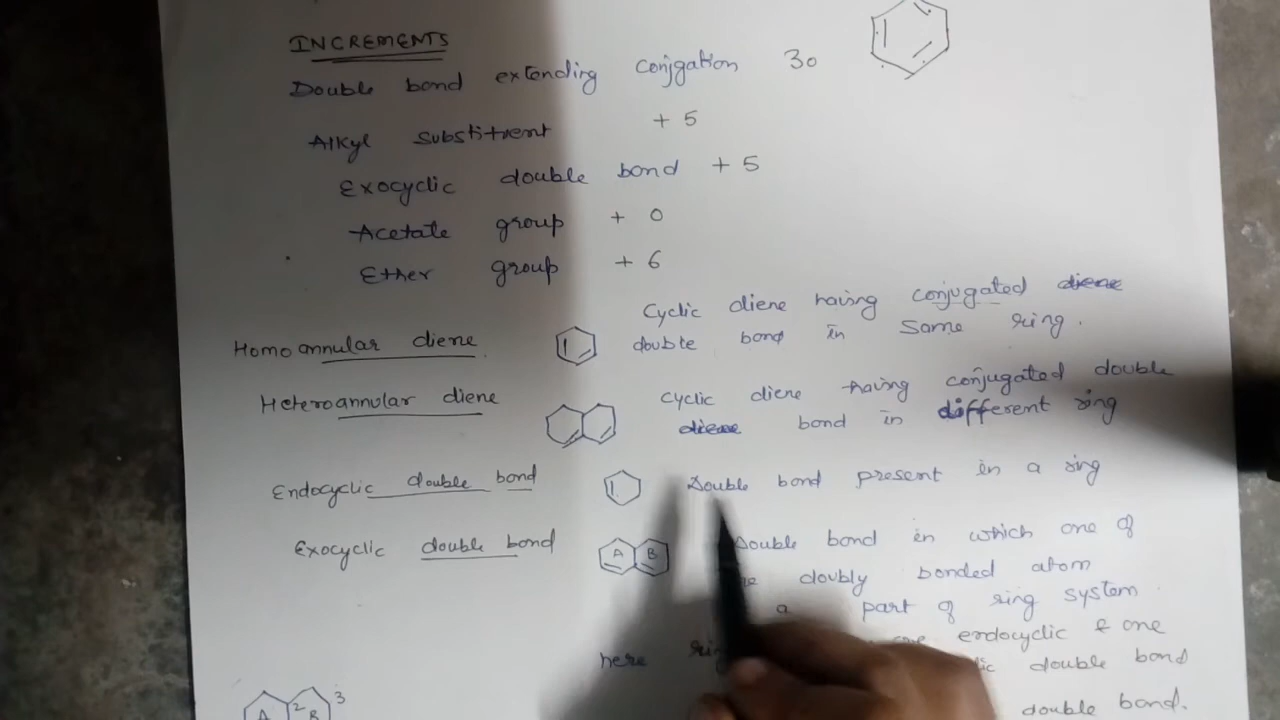 INCREMENTS
Double bond extending conjgation 30
Alkyl substitrent + 5
Exocyclic double bond + 5
Acetate group + 0
Ether group + 6
Cyclic diene having conjugated diene
Homoannular diene double bond in same ring.
Heteroannular diene cyclic diene having conjugated double
diene bond in different ring
Endocyclic double bond Double bond present in a ring
Exocyclic double bond A B Double bond in which one of
doubly bonded atom
a part of ring system
endocyclic & one
here double bond
A 2 B 3 double bond.